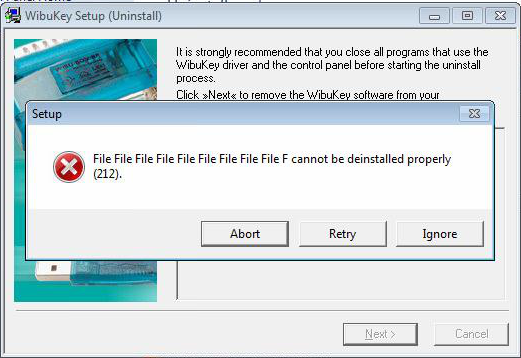 WibuKey Setup (Uninstall)
It is strongly recommended that you close all programs that use the
WibuKey driver and the control panel before starting the uninstall
process.
Click »Next« to remove the WibuKey software from your
Setup
File File File File File File File File File F cannot be deinstalled properly
(212).
Abort
Retry
Ignore
Next >
Cancel